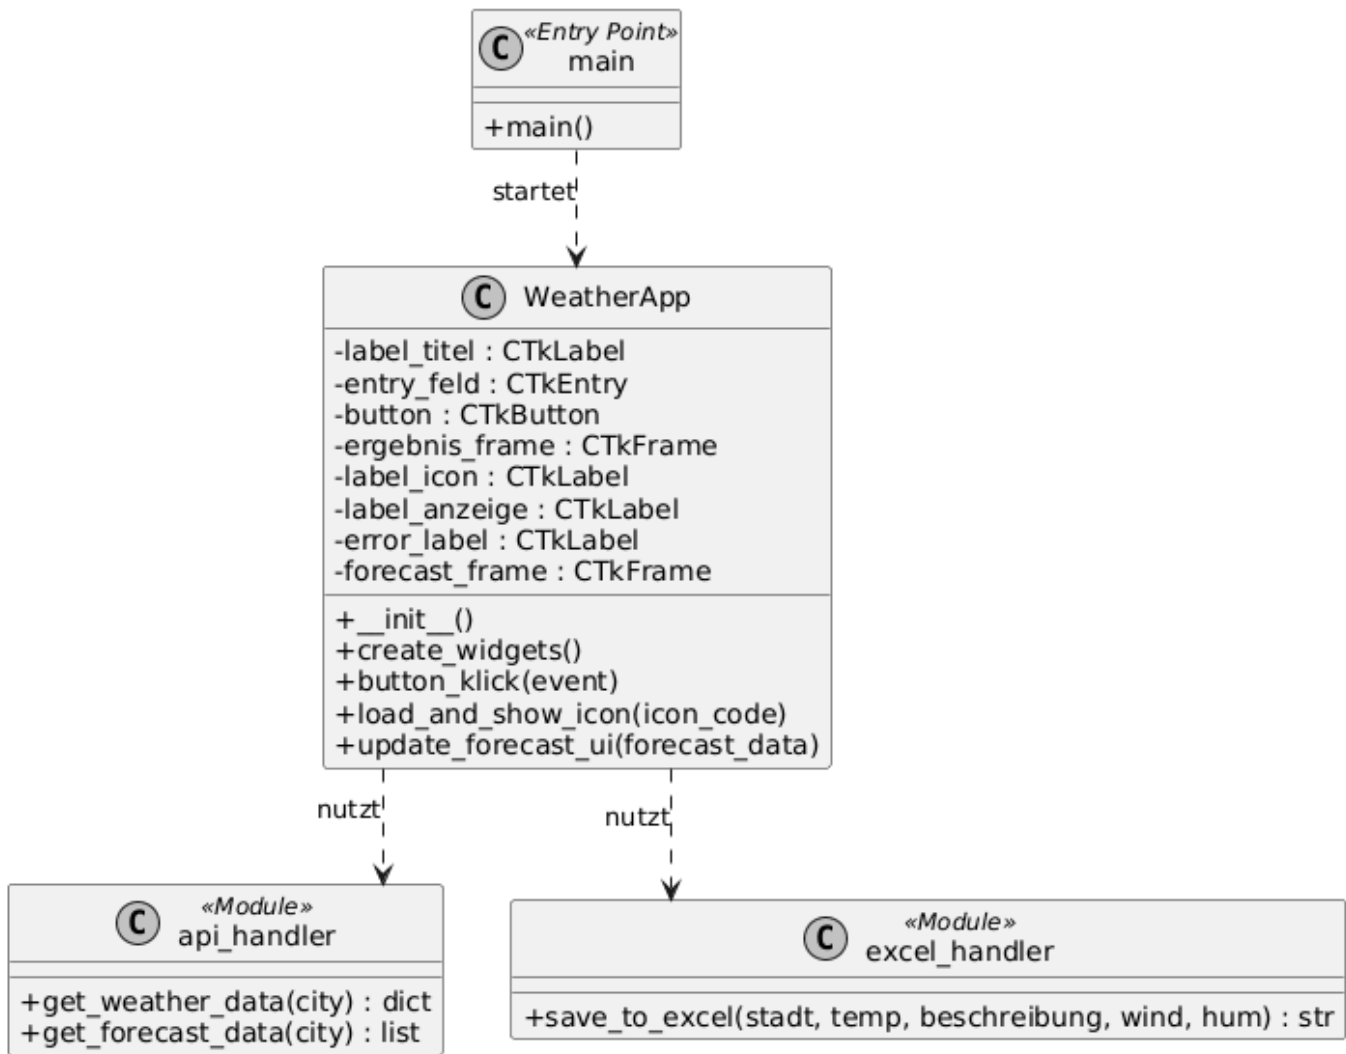 C
«Entry Point»
main
+main()
startet
C WeatherApp
-label_titel : CTkLabel
-entry_feld : CTkEntry
-button : CTkButton
-ergebnis_frame : CTkFrame
-label_icon : CTkLabel
-label_anzeige : CTkLabel
-error_label : CTkLabel
-forecast_frame : CTkFrame
+__init__()
+create_widgets()
+button_klick(event)
+load_and_show_icon(icon_code)
+update_forecast_ui(forecast_data)
nutzt
nutzt
C
«Module»
api_handler
+get_weather_data(city) : dict
+get_forecast_data(city) : list
C
«Module»
excel_handler
+save_to_excel(stadt, temp, beschreibung, wind, hum) : str